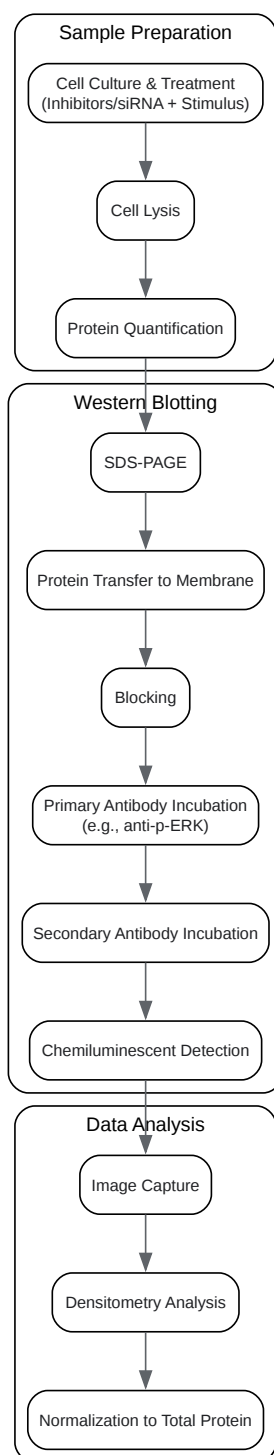 Sample Preparation
Cell Culture & Treatment
(Inhibitors/siRNA + Stimulus)
Cell Lysis
Protein Quantification
Western Blotting
SDS-PAGE
Protein Transfer to Membrane
Blocking
Primary Antibody Incubation
(e.g., anti-p-ERK)
Secondary Antibody Incubation
Chemiluminescent Detection
Data Analysis
Image Capture
Densitometry Analysis
Normalization to Total Protein